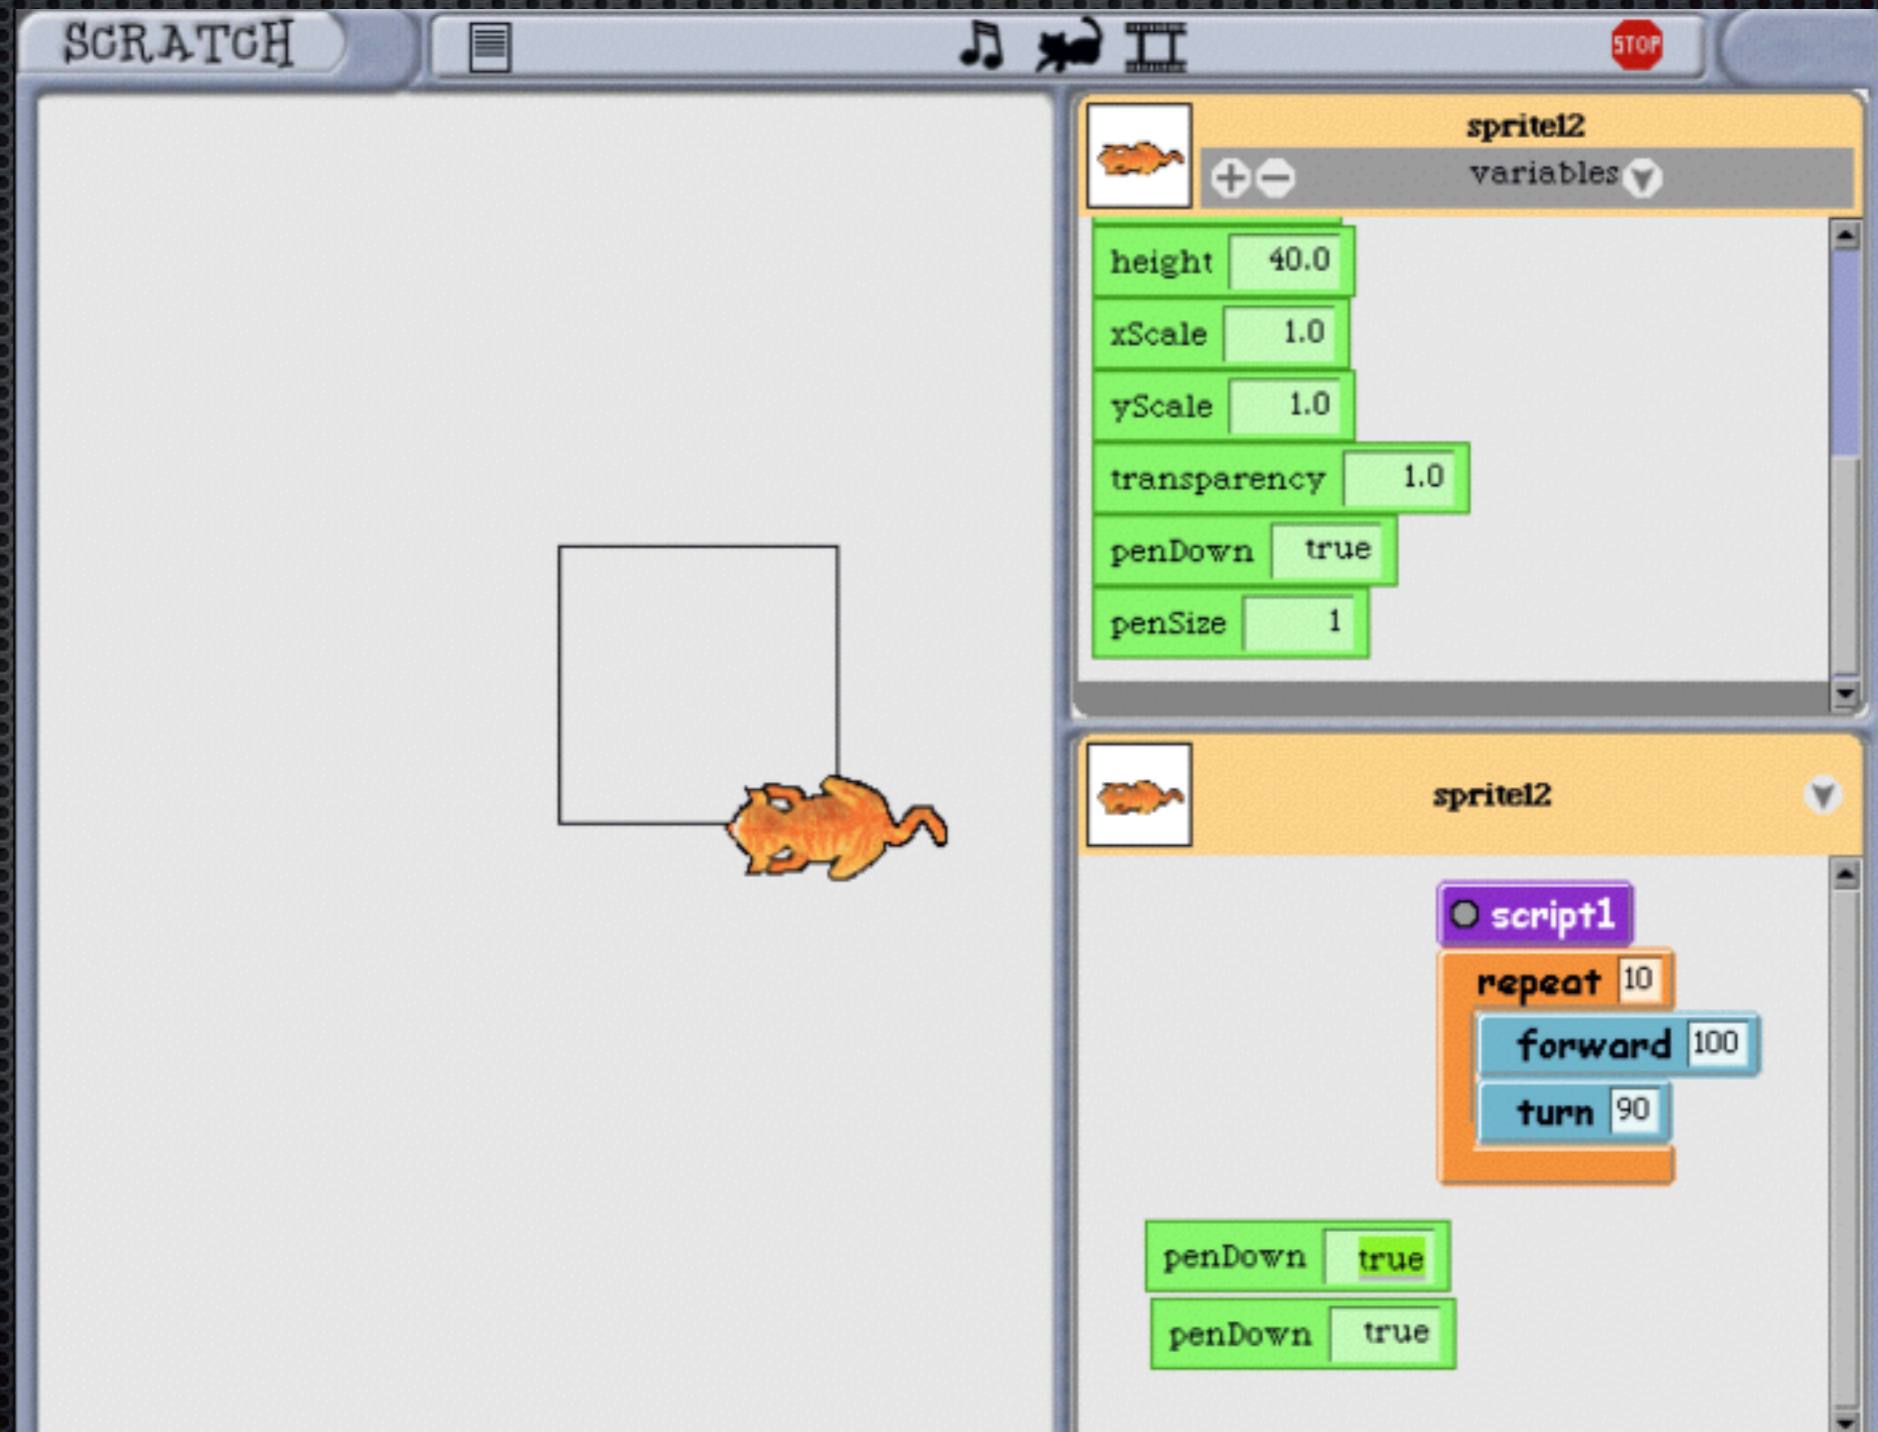 SCRATCH
STOP
sprite12
variables
height 40.0
xScale 1.0
yScale 1.0
transparency 1.0
penDown true
penSize 1
sprite12
script1
repeat 10
forward 100
turn 90
penDown true
penDown true